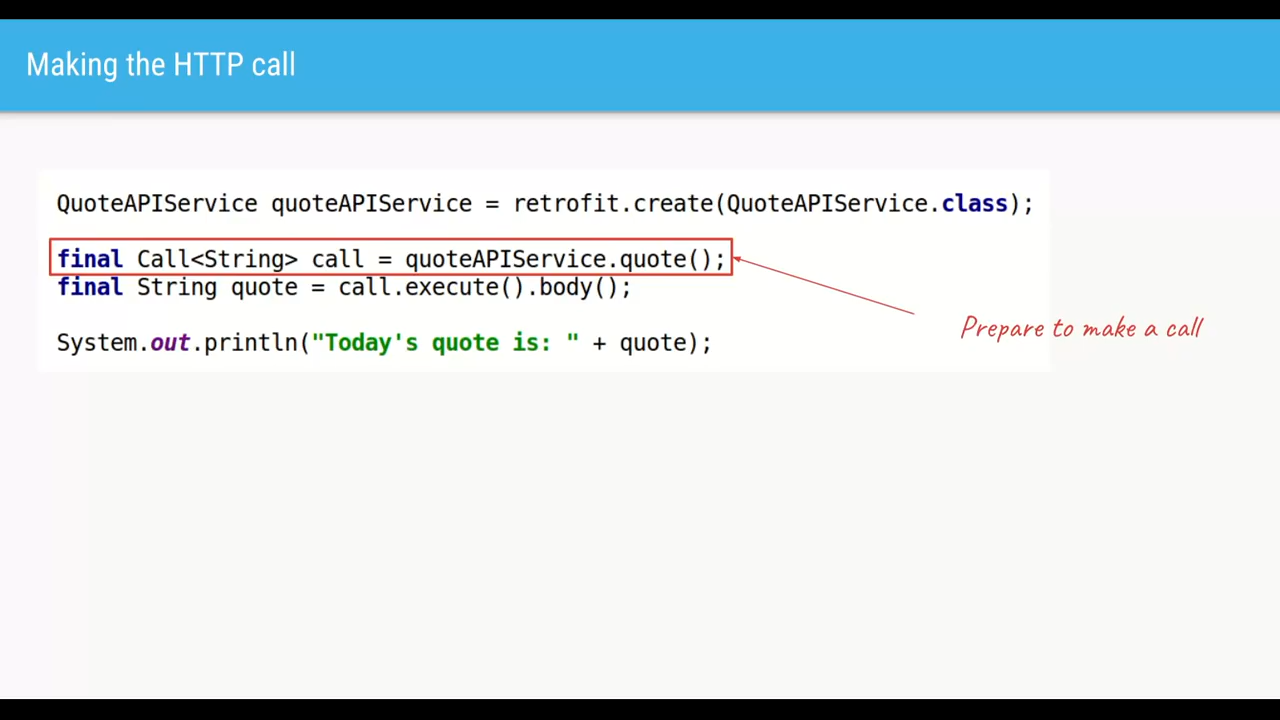 Making the HTTP call
QuoteAPIService quoteAPIService = retrofit.create(QuoteAPIService.class);
final Call<String> call = quoteAPIService.quote();
final String quote = call.execute().body();
Prepare to make a call
System.out.println("Today's quote is: " + quote);